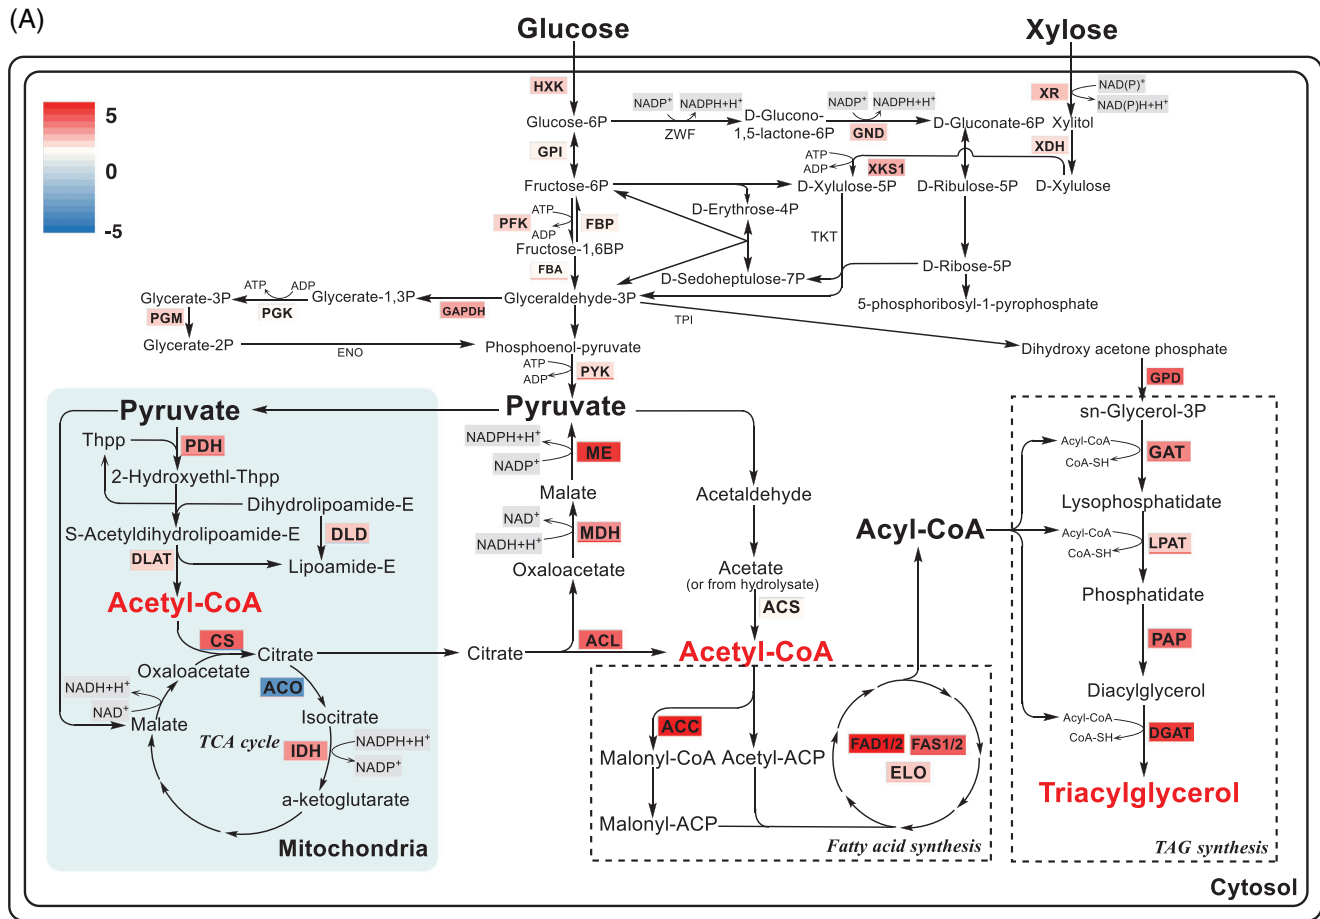 (A)
Glucose
Xylose
5
0
-5
HXK
NADP⁺
NADPH+H⁺
NADP⁺
NADPH+H⁺
XR
NAD(P)⁺
NAD(P)H+H⁺
Glucose-6P
ZWF
D-Glucono-
1,5-lactone-6P
GND
D-Gluconate-6P
Xylitol
GPI
ATP
ADP
XKS1
XDH
Fructose-6P
D-Xylulose-5P
D-Ribulose-5P
D-Xylulose
PFK
ATP
ADP
FBP
D-Erythrose-4P
TKT
Fructose-1,6BP
FBA
D-Sedoheptulose-7P
D-Ribose-5P
Glycerate-3P
ATP
ADP
Glycerate-1,3P
Glyceraldehyde-3P
5-phosphoribosyl-1-pyrophosphate
PGM
PGK
GAPDH
TPI
Glycerate-2P
ENO
Phosphoenol-pyruvate
Dihydroxy acetone phosphate
ATP
ADP
PYK
GPD
Pyruvate
Pyruvate
sn-Glycerol-3P
Thpp
PDH
NADPH+H⁺
NADP⁺
ME
Acyl-CoA
CoA-SH
GAT
2-Hydroxyethl-Thpp
Malate
Acetaldehyde
Lysophosphatidate
Dihydrolipoamide-E
S-Acetyldihydrolipoamide-E
DLD
NAD⁺
NADH+H⁺
MDH
Acyl-CoA
Acyl-CoA
CoA-SH
LPAT
DLAT
Lipoamide-E
Oxaloacetate
Acetate
(or from hydrolysate)
Phosphatidate
Acetyl-CoA
ACS
CS
ACL
PAP
Oxaloacetate
Citrate
Citrate
Acetyl-CoA
NADH+H⁺
NAD⁺
ACO
Diacylglycerol
Malate
Isocitrate
ACC
Acyl-CoA
CoA-SH
DGAT
TCA cycle
IDH
NADPH+H⁺
NADP⁺
Malonyl-CoA
Acetyl-ACP
FAD1/2
FAS1/2
ELO
a-ketoglutarate
Triacylglycerol
Malonyl-ACP
Mitochondria
Fatty acid synthesis
TAG synthesis
Cytosol